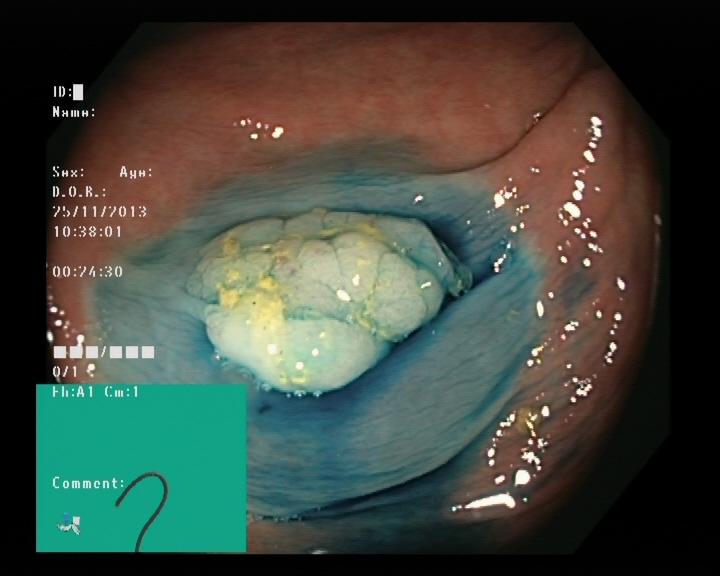 ID:
Name:
Sex: Age:
D.O.B.:
25/11/2013
10:38:01
00:24:30
■■■/■■■
0/1
Eh:A1 Cm:1
Comment: